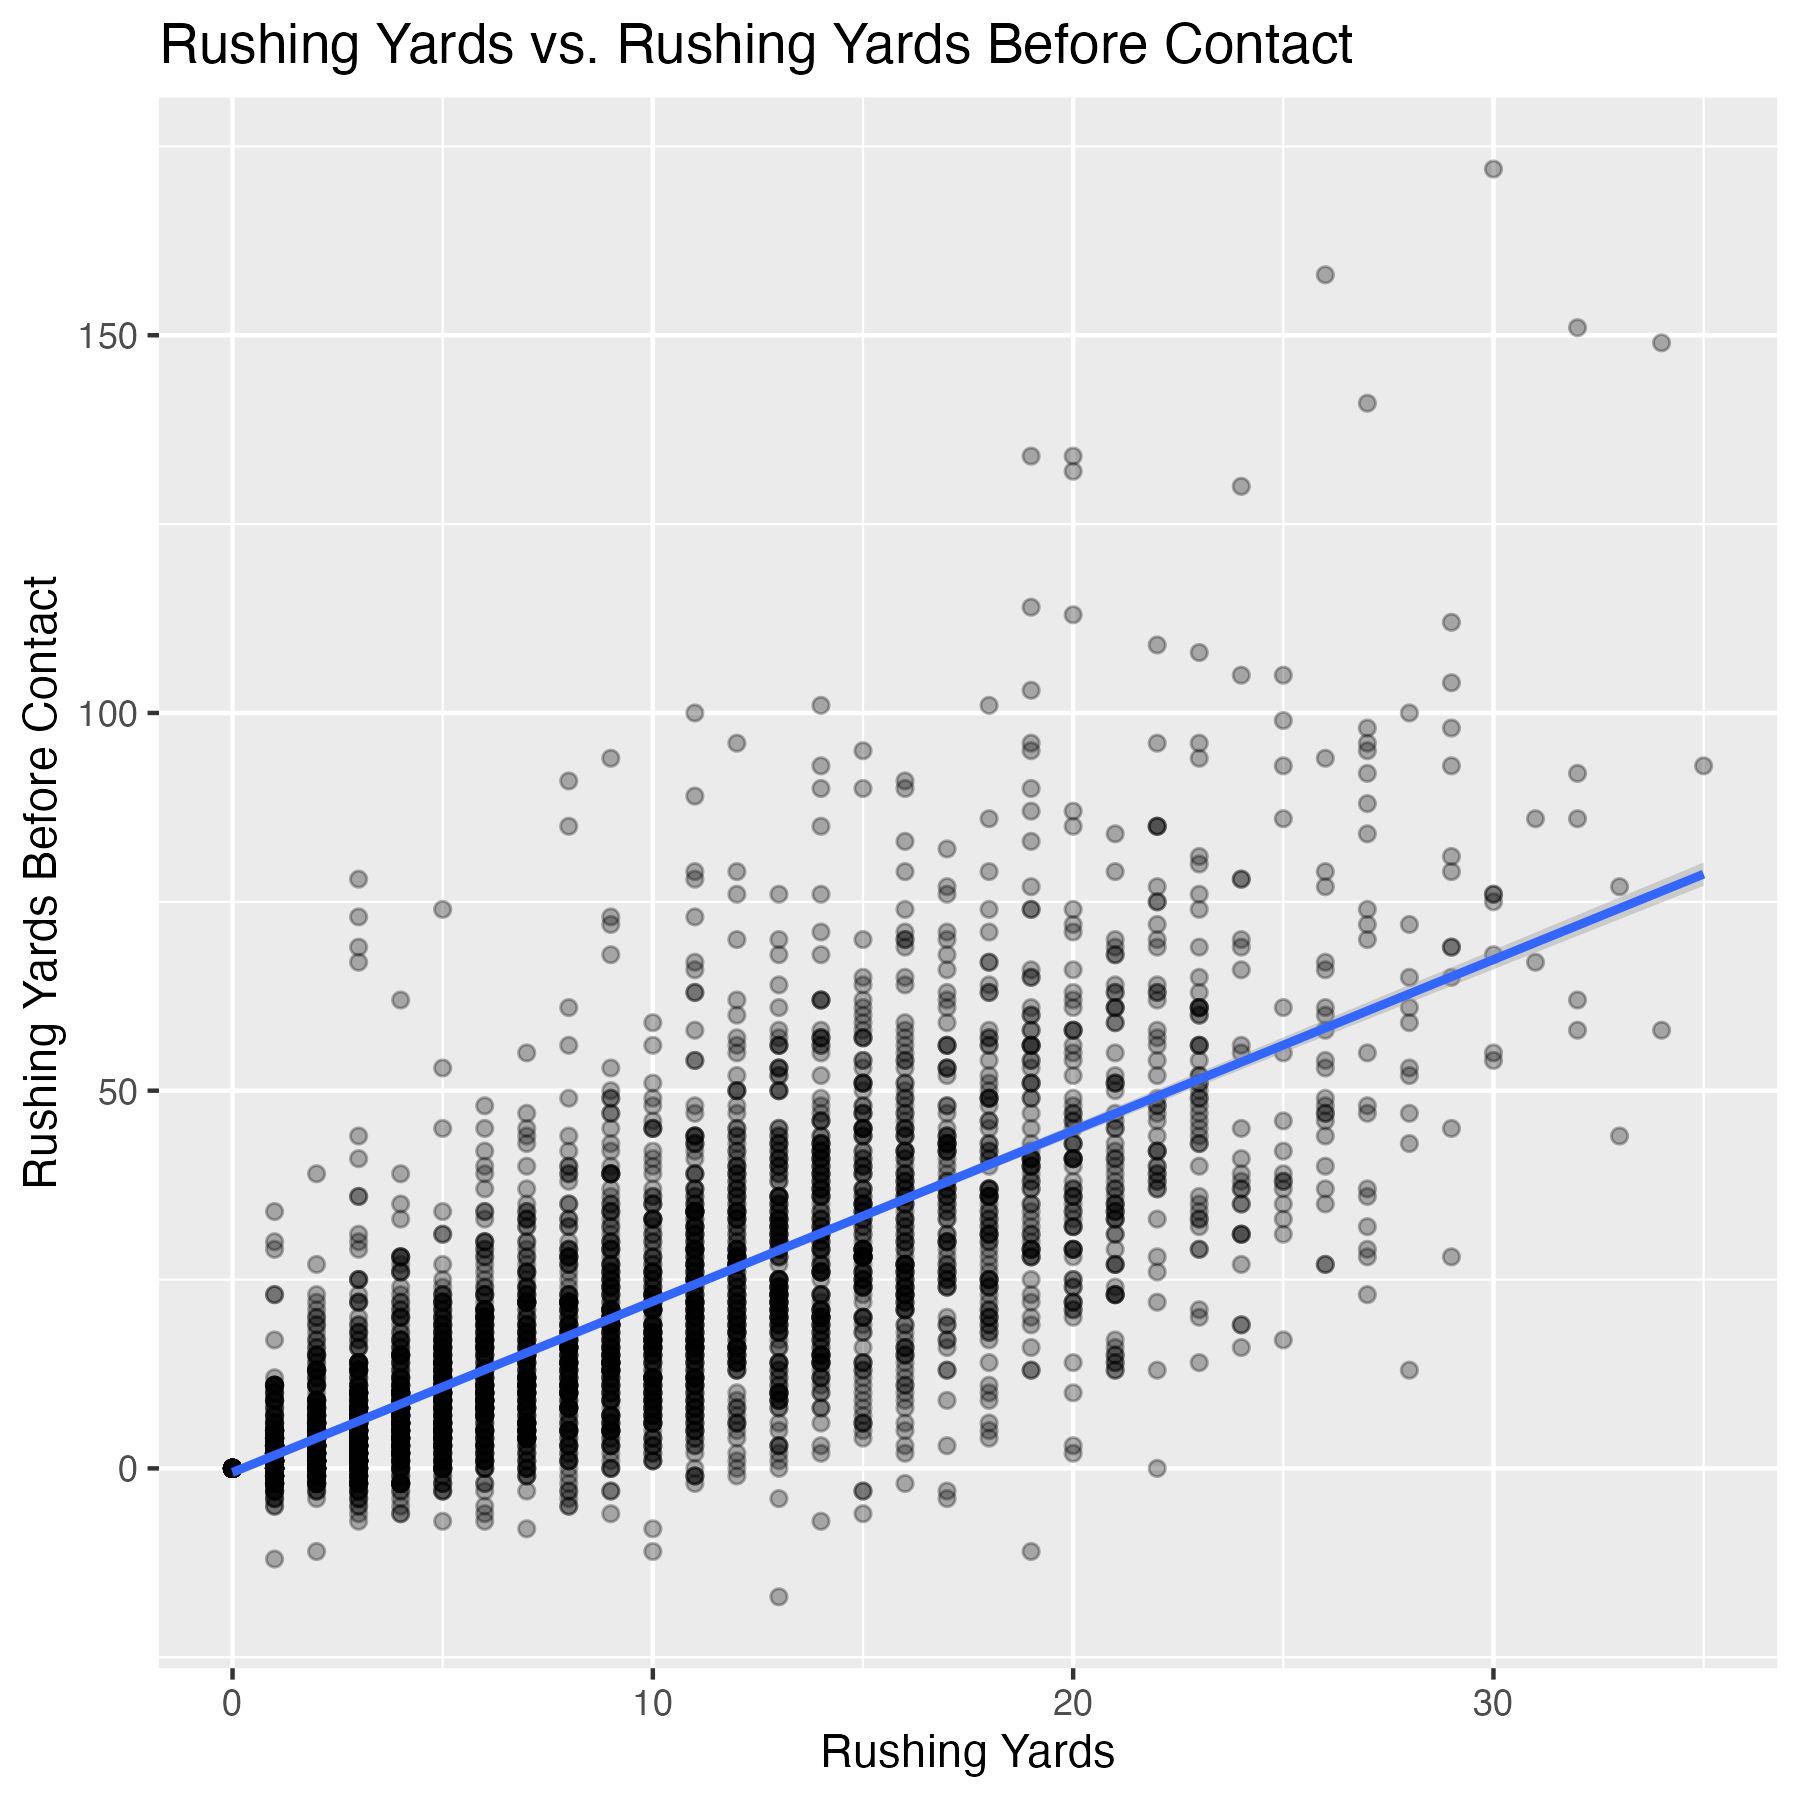 Rushing Yards vs. Rushing Yards Before Contact
Rushing Yards Before Contact
150
100
50
0
0 10 20 30
Rushing Yards